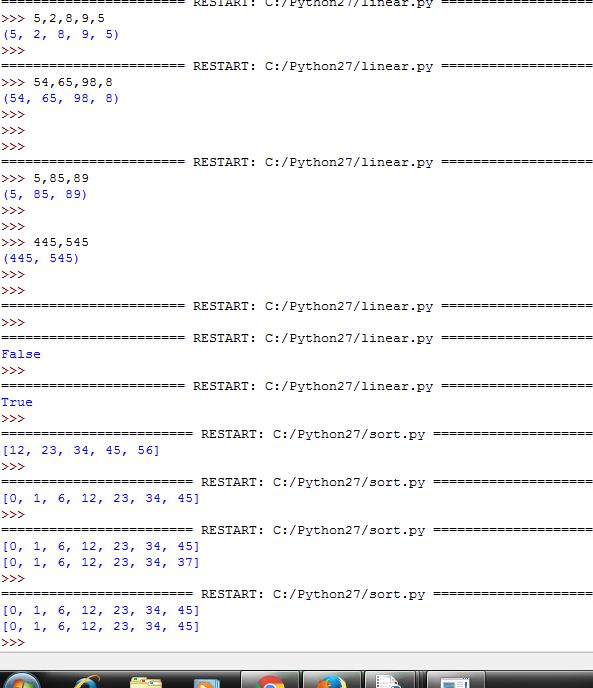 ======================= RESTART: C:/Python27/linear.py ===================
>>> 5,2,8,9,5
(5, 2, 8, 9, 5)
>>>
======================= RESTART: C:/Python27/linear.py ===================
>>> 54,65,98,8
(54, 65, 98, 8)
>>>
>>>
>>>
======================= RESTART: C:/Python27/linear.py ===================
>>> 5,85,89
(5, 85, 89)
>>>
>>>
>>> 445,545
(445, 545)
>>>
>>>
======================= RESTART: C:/Python27/linear.py ===================
>>>
======================= RESTART: C:/Python27/linear.py ===================
False
>>>
======================= RESTART: C:/Python27/linear.py ===================
True
>>>
======================== RESTART: C:/Python27/sort.py ====================
[12, 23, 34, 45, 56]
>>>
======================== RESTART: C:/Python27/sort.py ====================
[0, 1, 6, 12, 23, 34, 45]
>>>
======================== RESTART: C:/Python27/sort.py ====================
[0, 1, 6, 12, 23, 34, 45]
[0, 1, 6, 12, 23, 34, 37]
>>>
======================== RESTART: C:/Python27/sort.py ====================
[0, 1, 6, 12, 23, 34, 45]
[0, 1, 6, 12, 23, 34, 45]
>>>